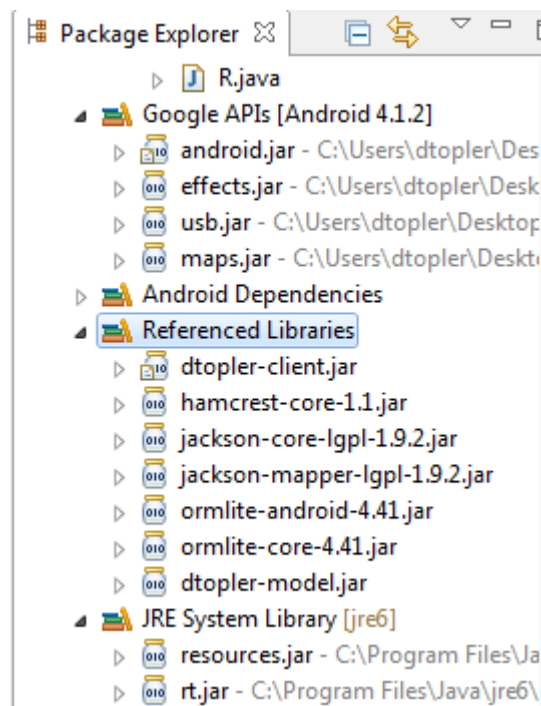 Package Explorer
R.java
Google APIs [Android 4.1.2]
android.jar - C:\Users\dtopler\Des
effects.jar - C:\Users\dtopler\Desk
usb.jar - C:\Users\dtopler\Desktop
maps.jar - C:\Users\dtopler\Deskt
Android Dependencies
Referenced Libraries
dtopler-client.jar
hamcrest-core-1.1.jar
jackson-core-lgpl-1.9.2.jar
jackson-mapper-lgpl-1.9.2.jar
ormlite-android-4.41.jar
ormlite-core-4.41.jar
dtopler-model.jar
JRE System Library [jre6]
resources.jar - C:\Program Files\Ja
rt.jar - C:\Program Files\Java\jre6\